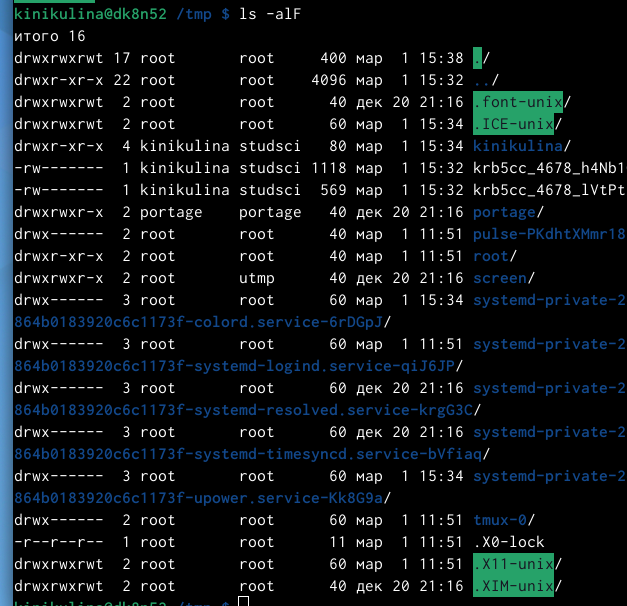 kinikulina@dk8n52 /tmp $ ls -alF
итого 16
drwxrwxrwt 17 root      root       400 мар  1 15:38 ./
drwxr-xr-x 22 root      root      4096 мар  1 15:32 ../
drwxrwxrwt  2 root      root        40 дек 20 21:16 .font-unix/
drwxrwxrwt  2 root      root        60 мар  1 15:34 .ICE-unix/
drwxr-xr-x  4 kinikulina studsci   80 мар  1 15:34 kinikulina/
-rw-------  1 kinikulina studsci 1118 мар  1 15:32 krb5cc_4678_h4Nb1
-rw-------  1 kinikulina studsci  569 мар  1 15:32 krb5cc_4678_lVtPt
drwxrwxr-x  2 portage   portage    40 дек 20 21:16 portage/
drwx------  2 root      root       40 мар  1 11:51 pulse-PKdhtXMmr18
drwxr-xr-x  2 root      root       40 мар  1 11:51 root/
drwxrwxr-x  2 root      utmp       40 дек 20 21:16 screen/
drwx------  3 root      root       60 мар  1 15:34 systemd-private-2
864b0183920c6c1173f-colord.service-6rDGpJ/
drwx------  3 root      root       60 мар  1 11:51 systemd-private-2
864b0183920c6c1173f-systemd-logind.service-qiJ6JP/
drwx------  3 root      root       60 дек 20 21:16 systemd-private-2
864b0183920c6c1173f-systemd-resolved.service-krgG3C/
drwx------  3 root      root       60 дек 20 21:16 systemd-private-2
864b0183920c6c1173f-systemd-timesyncd.service-bVfiaq/
drwx------  3 root      root       60 мар  1 15:34 systemd-private-2
864b0183920c6c1173f-upower.service-Kk8G9a/
drwx------  2 root      root       60 мар  1 11:51 tmux-0/
-r--r--r--  1 root      root       11 мар  1 11:51 .X0-lock
drwxrwxrwt  2 root      root       60 мар  1 11:51 .X11-unix/
drwxrwxrwt  2 root      root       40 дек 20 21:16 .XIM-unix/
kinikulina@dk8n52 /tmp $